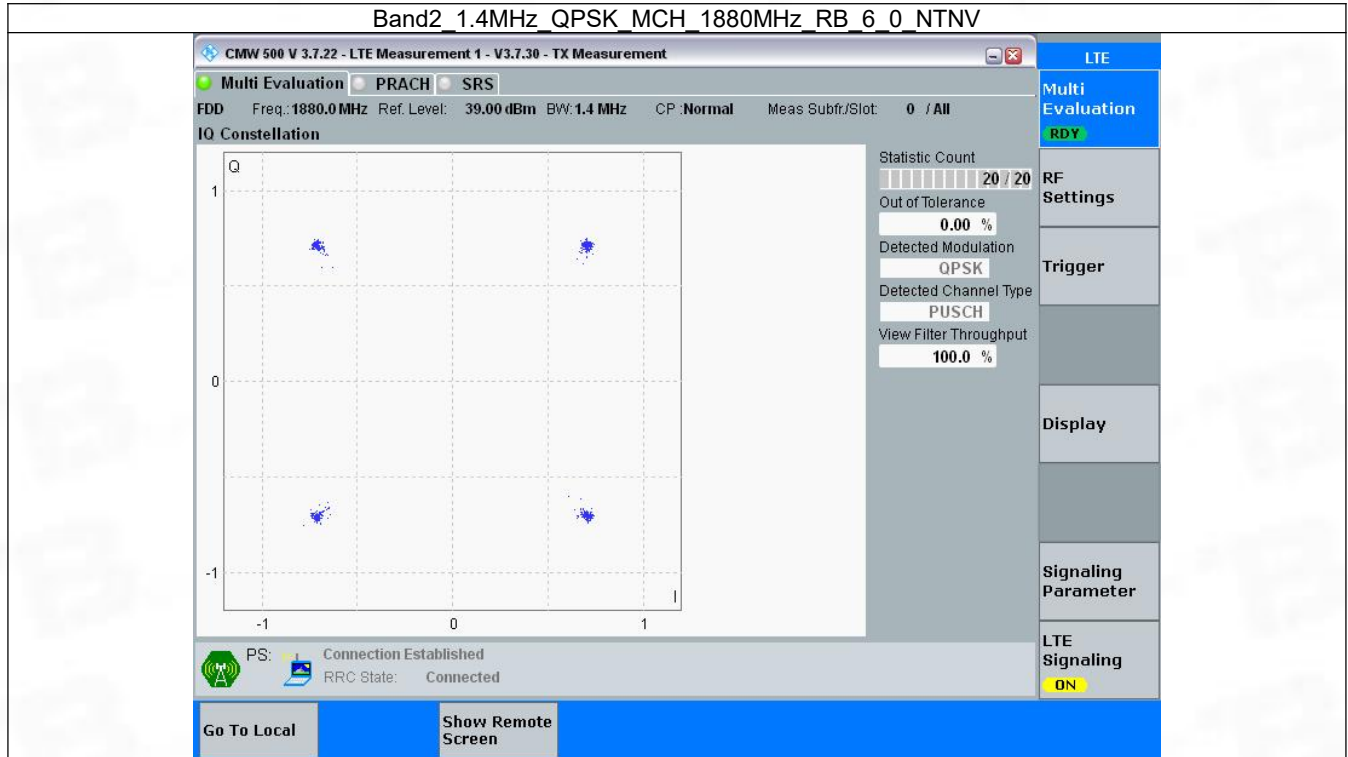 Band2_1.4MHz_QPSK_MCH_1880MHz_RB_6_0_NTNV
CMW 500 V 3.7.22 - LTE Measurement 1 - V3.7.30 - TX Measurement
LTE
Multi Evaluation PRACH SRS
Multi
Evaluation
RDY
FDD Freq.: 1880.0 MHz Ref. Level: 39.00 dBm BW: 1.4 MHz CP : Normal Meas Subfr./Slot: 0 / All
IQ Constellation
Q
1
0
-1
I
-1 0 1
Statistic Count
20 / 20
Out of Tolerance
0.00 %
Detected Modulation
QPSK
Detected Channel Type
PUSCH
View Filter Throughput
100.0 %
RF
Settings
Trigger
Display
Signaling
Parameter
LTE
Signaling
ON
PS: Connection Established
RRC State: Connected
Go To Local
Show Remote
Screen